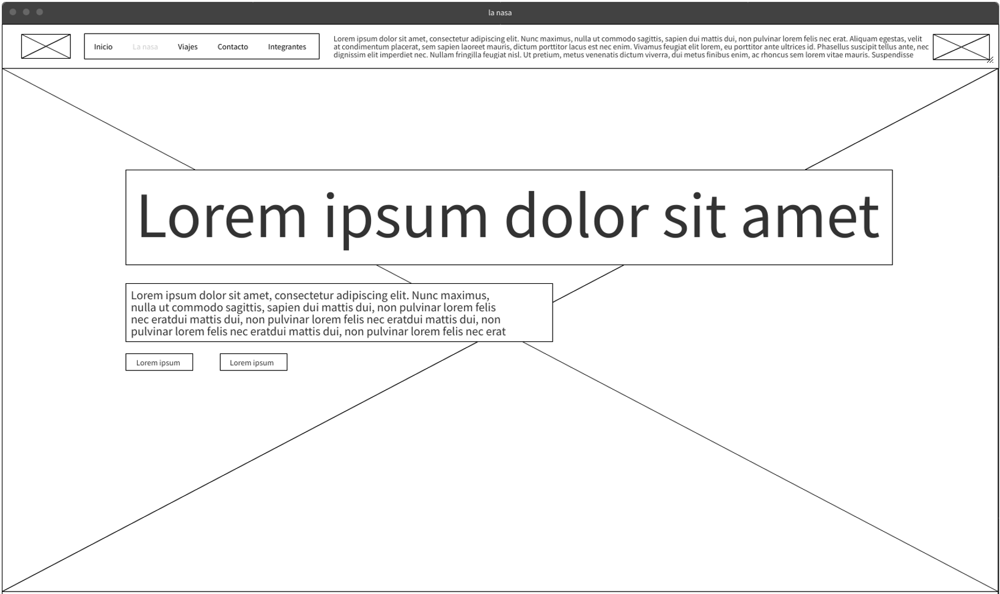 la nasa
Inicio La nasa Viajes Contacto Integrantes
Lorem ipsum dolor sit amet, consectetur adipiscing elit. Nunc maximus, nulla ut commodo sagittis, sapien dui mattis dui, non pulvinar lorem felis nec erat. Aliquam egestas, velit
at condimentum placerat, sem sapien laoreet mauris, dictum porttitor lacus est nec enim. Vivamus feugiat elit lorem, eu porttitor ante ultrices id. Phasellus suscipit tellus ante, nec
dignissim elit imperdiet nec. Nullam fringilla feugiat nisl. Ut pretium, metus venenatis dictum viverra, dui metus finibus enim, ac rhoncus sem lorem vitae mauris. Suspendisse
Lorem ipsum dolor sit amet
Lorem ipsum dolor sit amet, consectetur adipiscing elit. Nunc maximus,
nulla ut commodo sagittis, sapien dui mattis dui, non pulvinar lorem felis
nec eratdui mattis dui, non pulvinar lorem felis nec eratdui mattis dui, non
pulvinar lorem felis nec eratdui mattis dui, non pulvinar lorem felis nec erat
Lorem ipsum Lorem ipsum